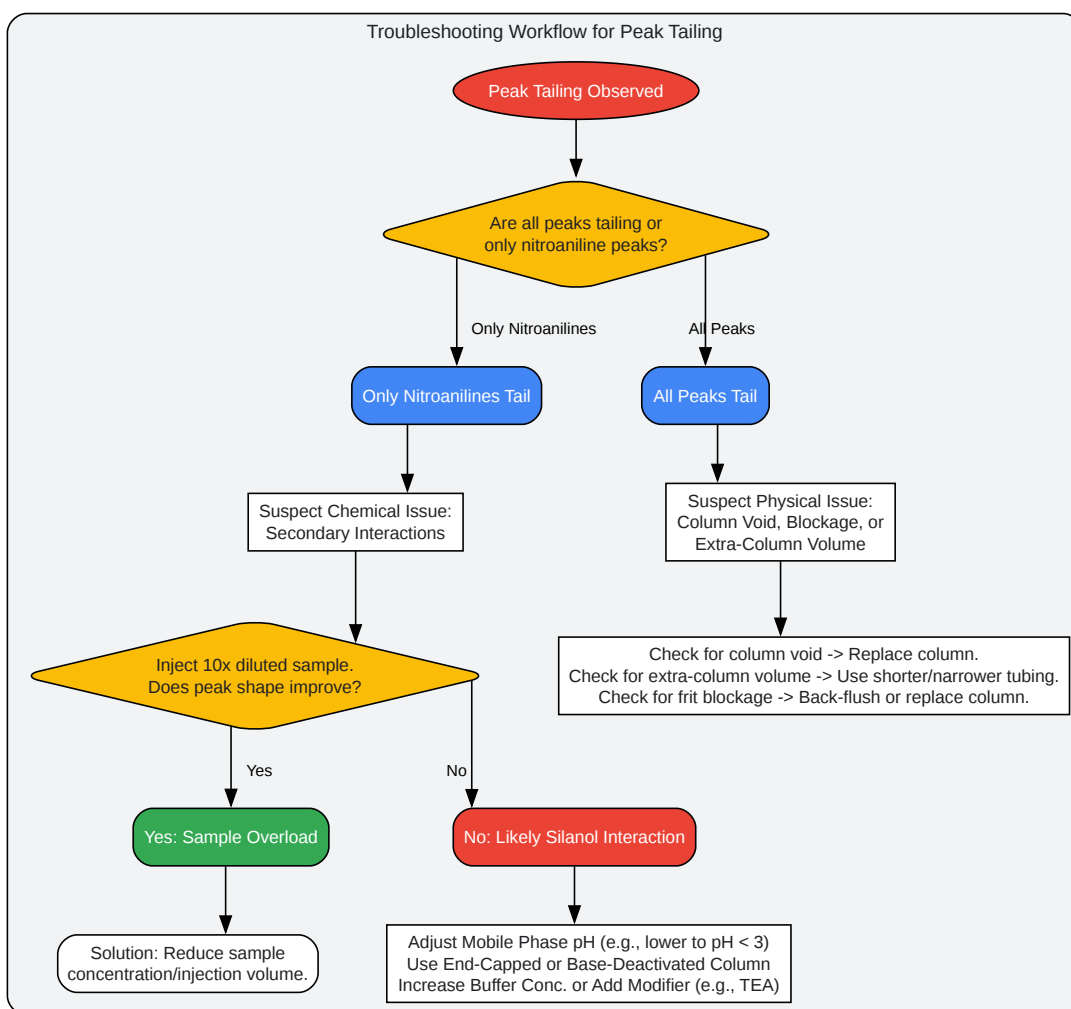 Troubleshooting Workflow for Peak Tailing
Peak Tailing Observed
Are all peaks tailing or
only nitroaniline peaks?
Only Nitroanilines
All Peaks
Only Nitroanilines Tail
All Peaks Tail
Suspect Chemical Issue:
Secondary Interactions
Suspect Physical Issue:
Column Void, Blockage, or
Extra-Column Volume
Inject 10x diluted sample.
Does peak shape improve?
Check for column void -> Replace column.
Check for extra-column volume -> Use shorter/narrower tubing.
Check for frit blockage -> Back-flush or replace column.
Yes
No
Yes: Sample Overload
No: Likely Silanol Interaction
Solution: Reduce sample
concentration/injection volume.
Adjust Mobile Phase pH (e.g., lower to pH < 3)
Use End-Capped or Base-Deactivated Column
Increase Buffer Conc. or Add Modifier (e.g., TEA)